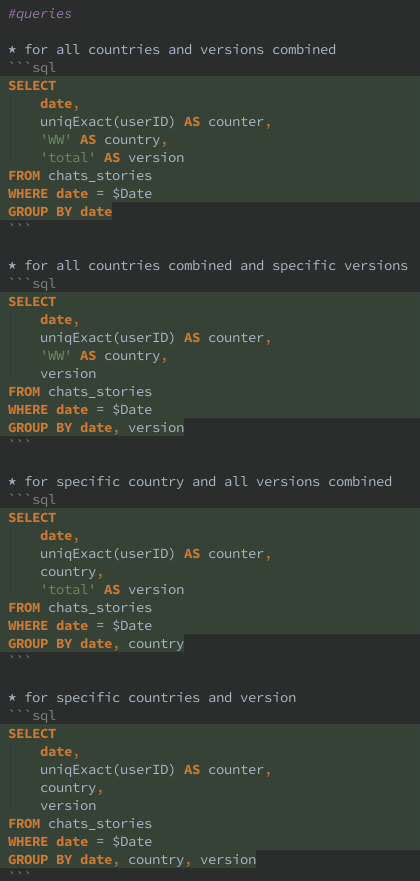 #queries
* for all countries and versions combined
```sql
SELECT
    date,
    uniqExact(userID) AS counter,
    'WW' AS country,
    'total' AS version
FROM chats_stories
WHERE date = $Date
GROUP BY date
```
* for all countries combined and specific versions
```sql
SELECT
    date,
    uniqExact(userID) AS counter,
    'WW' AS country,
    version
FROM chats_stories
WHERE date = $Date
GROUP BY date, version
```
* for specific country and all versions combined
```sql
SELECT
    date,
    uniqExact(userID) AS counter,
    country,
    'total' AS version
FROM chats_stories
WHERE date = $Date
GROUP BY date, country
```
* for specific countries and version
```sql
SELECT
    date,
    uniqExact(userID) AS counter,
    country,
    version
FROM chats_stories
WHERE date = $Date
GROUP BY date, country, version
```